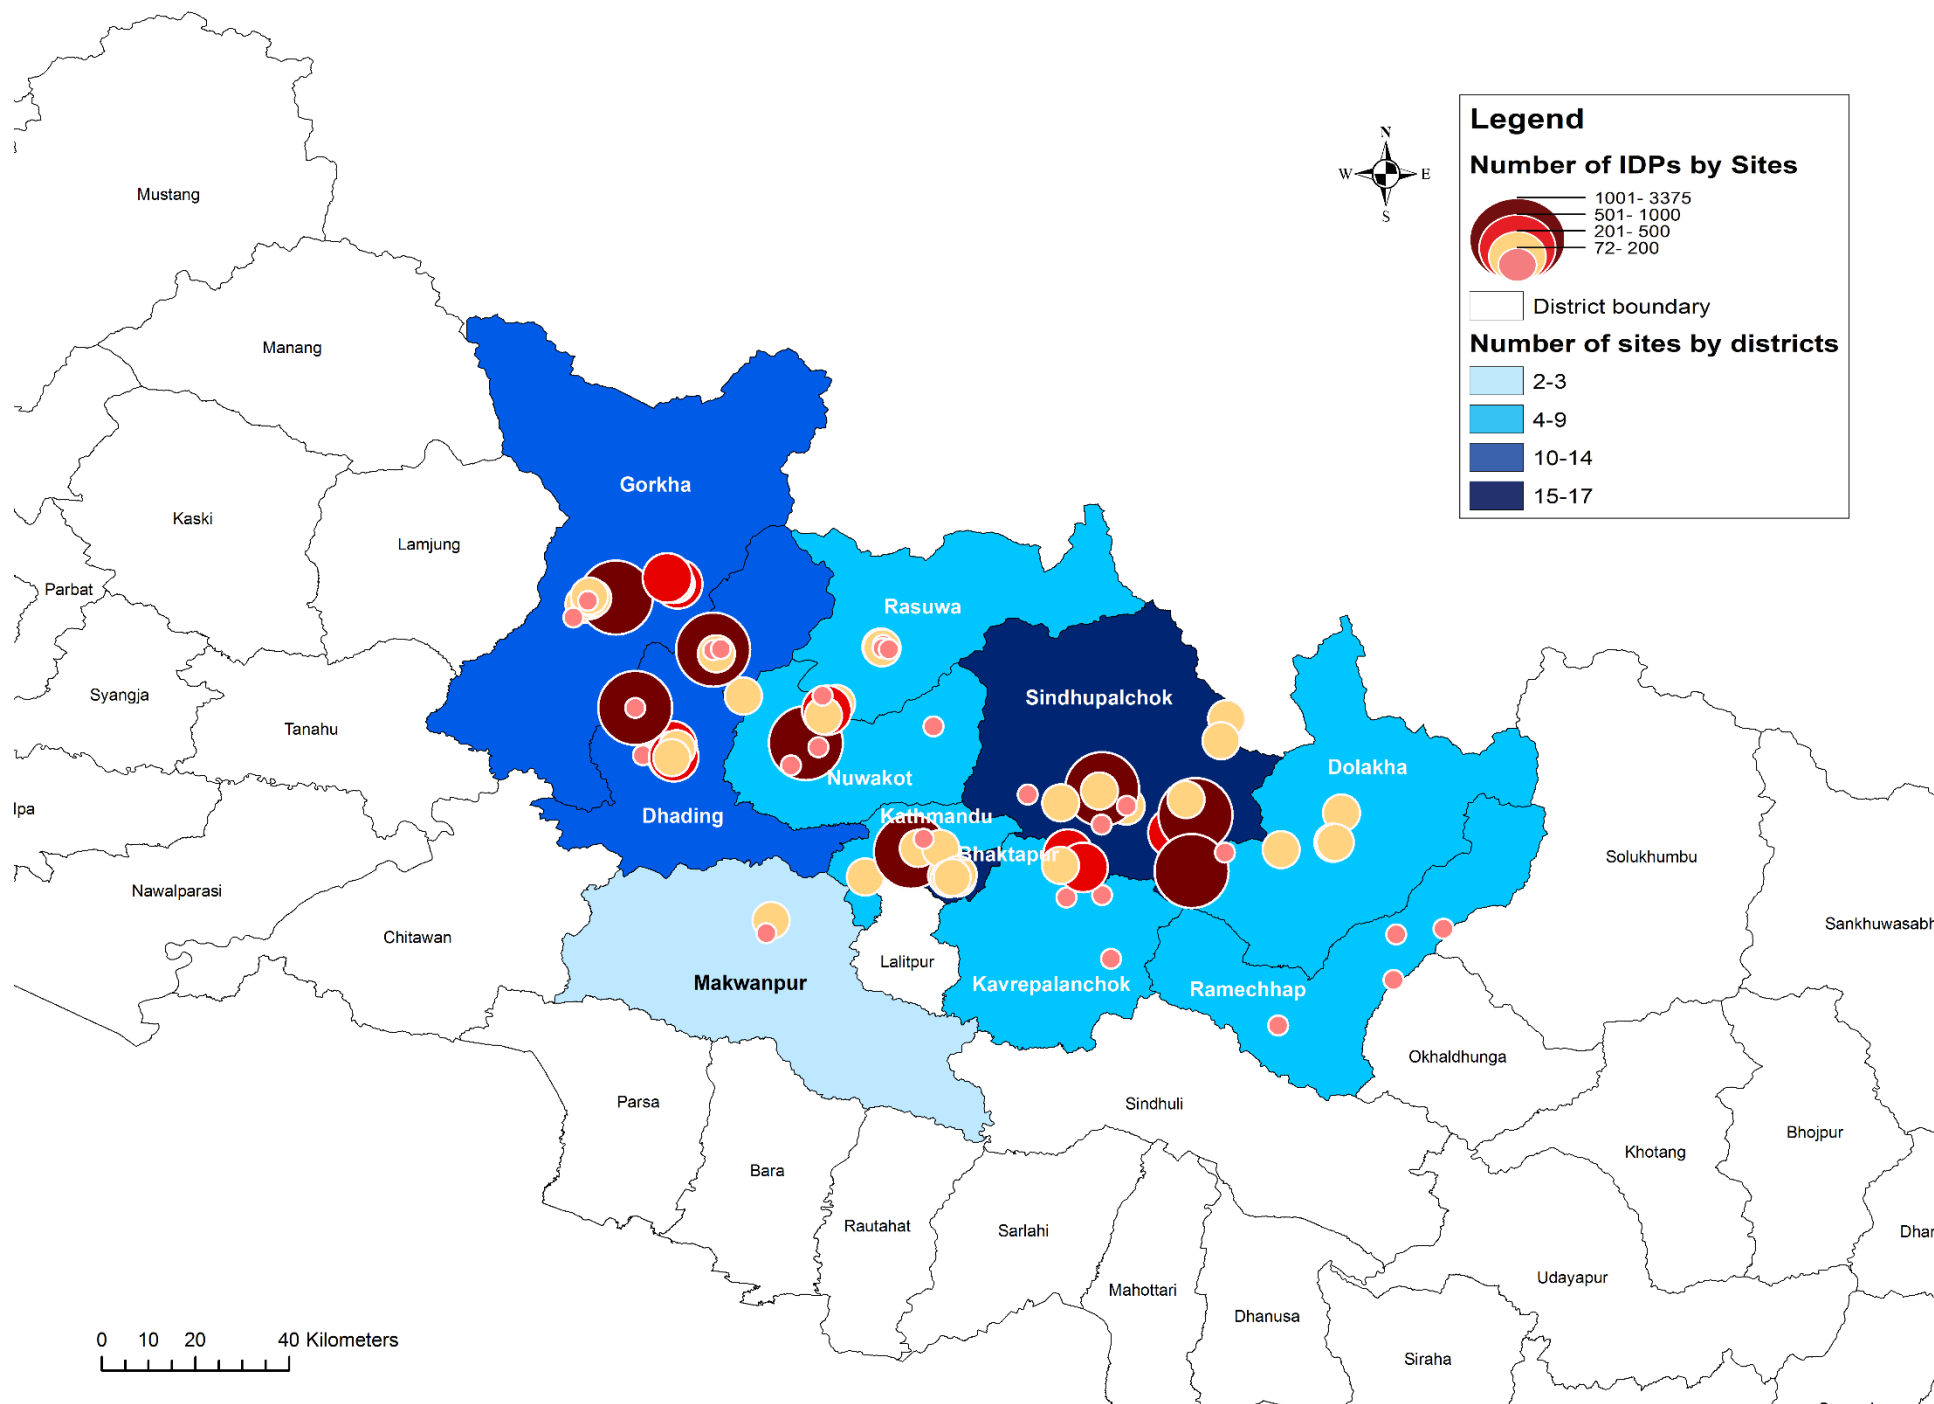 Legend
Number of IDPs by Sites
1001- 3375
501- 1000
201- 500
72- 200
District boundary
Number of sites by districts
2-3
4-9
10-14
15-17
N
W
E
S
Mustang
Manang
Gorkha
Kaski
Lamjung
Parbat
Rasuwa
Syangja
Sindhupalchok
Tanahu
Dolakha
Nuwakot
lpa
Dhading
Kathmandu
Bhaktapur
Solukhumbu
Nawalparasi
Sankhuwasabh
Chitawan
Lalitpur
Makwanpur
Kavrepalanchok
Ramechhap
Okhaldhunga
Parsa
Sindhuli
Bhojpur
Khotang
Bara
Rautahat
Sarlahi
Dhar
Udayapur
Mahottari
Dhanusa
Siraha
0 10 20 40 Kilometers